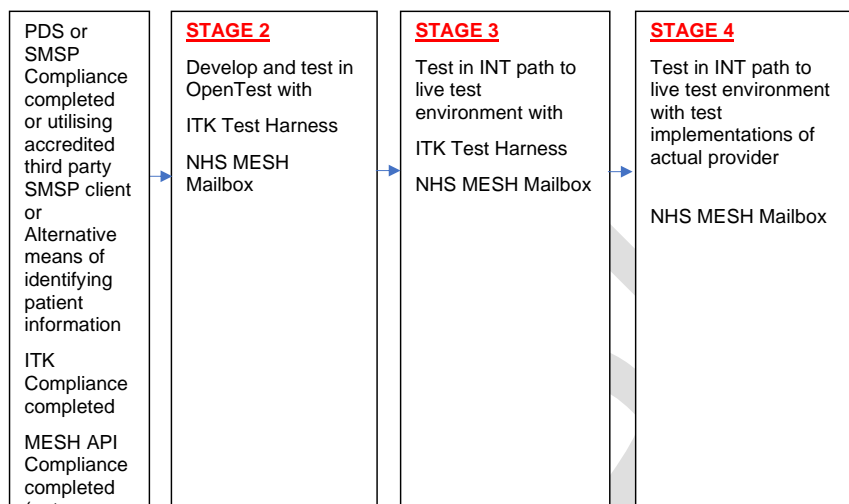 PDS or
SMSP
Compliance
completed
or utilising
accredited
third party
SMSP client
or
Alternative
means of
identifying
patient
information
ITK
Compliance
completed
MESH API
Compliance
completed
STAGE 2
Develop and test in
OpenTest with
ITK Test Harness
NHS MESH
Mailbox
STAGE 3
Test in INT path to
live test
environment with
ITK Test Harness
NHS MESH Mailbox
STAGE 4
Test in INT path to
live test environment
with test
implementations of
actual provider
NHS MESH Mailbox